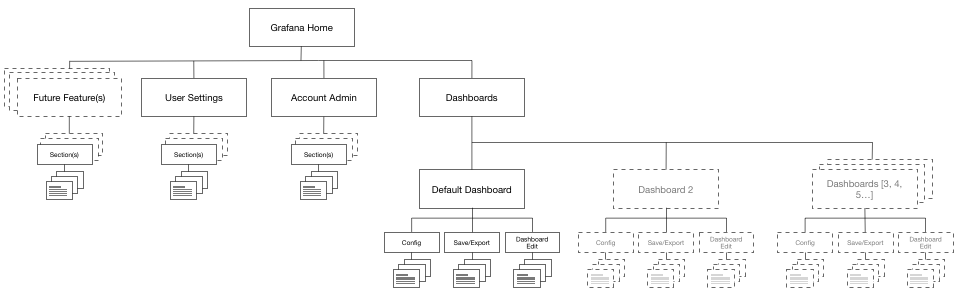 Grafana Home
Future Feature(s)
User Settings
Account Admin
Dashboards
Section(s)
Section(s)
Section(s)
Default Dashboard
Dashboard 2
Dashboards [3, 4,
5...]
Config
Save/Export
Dashboard
Edit
Config
Save/Export
Dashboard
Edit
Config
Save/Export
Dashboard
Edit